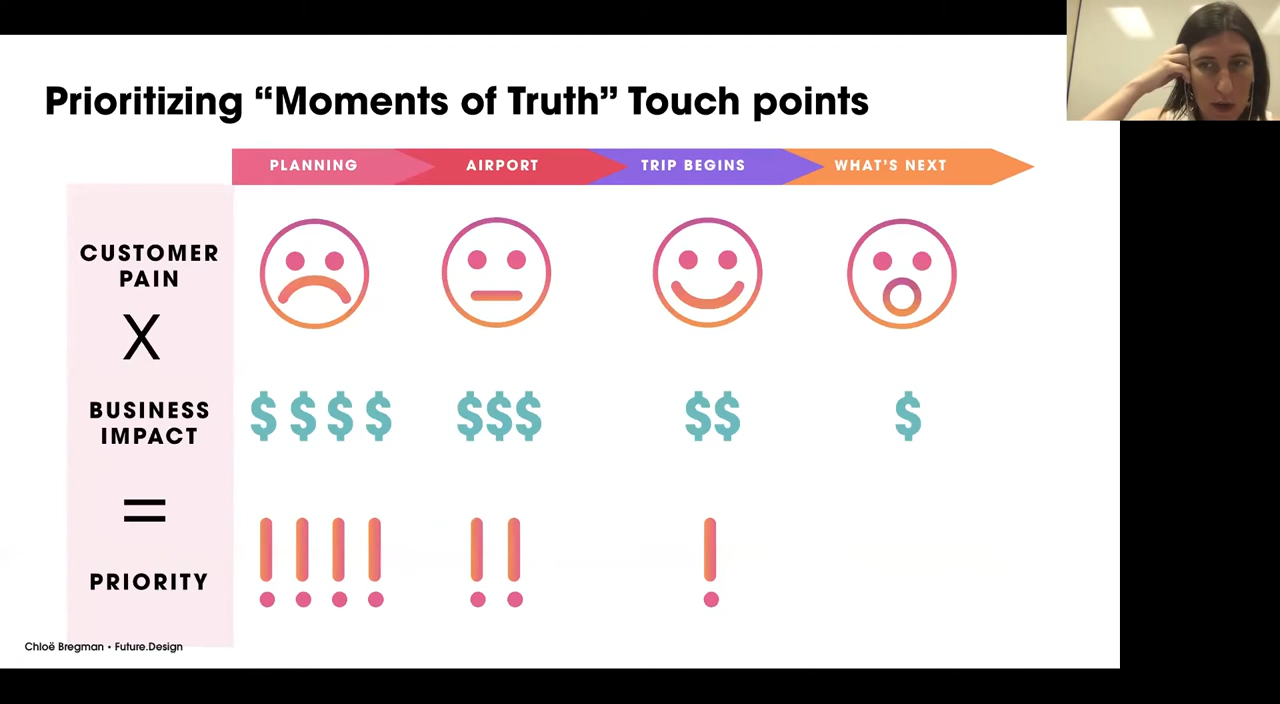 Prioritizing “Moments of Truth” Touch points
PLANNING
AIRPORT
TRIP BEGINS
WHAT’S NEXT
CUSTOMER
PAIN
X
BUSINESS
IMPACT
$ $ $ $
$$$
$$
$
=
PRIORITY
! ! ! !
! !
!
Chloë Bregman • Future.Design